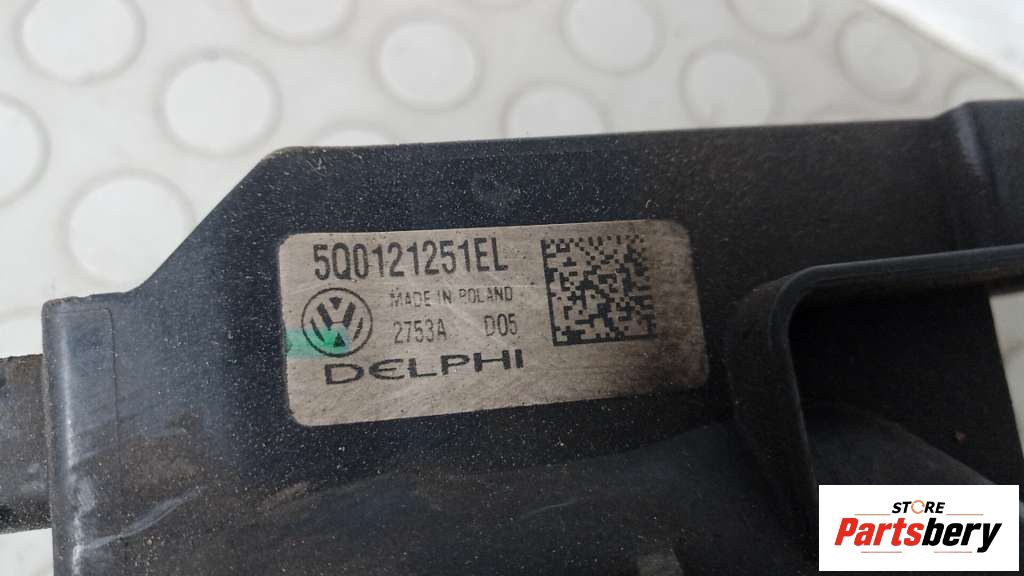 5Q0121251EL
MADE IN POLAND
2753A D05
DELPHI
STORE
Partsbery